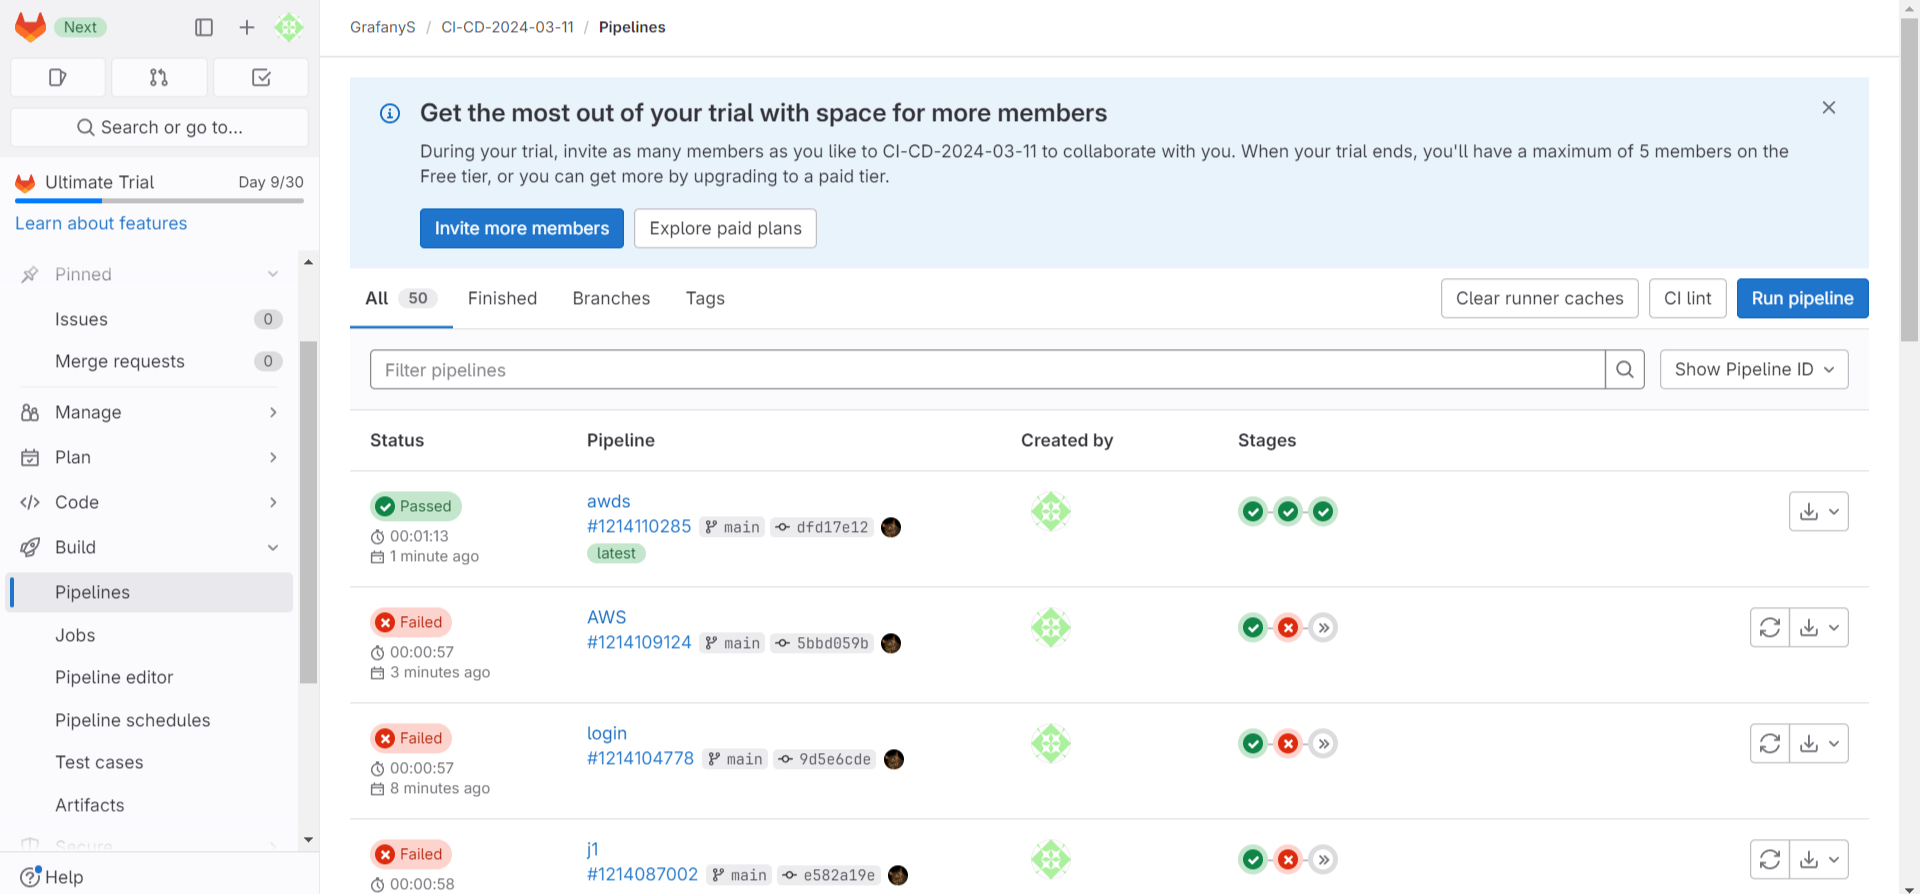 Next
GrafanyS / CI-CD-2024-03-11 / Pipelines
Search or go to...
Ultimate Trial Day 9/30
Learn about features
Pinned
Issues 0
Merge requests 0
Manage
Plan
Code
Build
Pipelines
Jobs
Pipeline editor
Pipeline schedules
Test cases
Artifacts
Secure
Help
Get the most out of your trial with space for more members
During your trial, invite as many members as you like to CI-CD-2024-03-11 to collaborate with you. When your trial ends, you'll have a maximum of 5 members on the
Free tier, or you can get more by upgrading to a paid tier.
Invite more members Explore paid plans
All 50 Finished Branches Tags Clear runner caches CI lint Run pipeline
Filter pipelines Show Pipeline ID
Status Pipeline Created by Stages
Passed
00:01:13
1 minute ago
awds
#1214110285 main dfd17e12
latest
Failed
00:00:57
3 minutes ago
AWS
#1214109124 main 5bbd059b
Failed
00:00:57
8 minutes ago
login
#1214104778 main 9d5e6cde
Failed
00:00:58
j1
#1214087002 main e582a19e